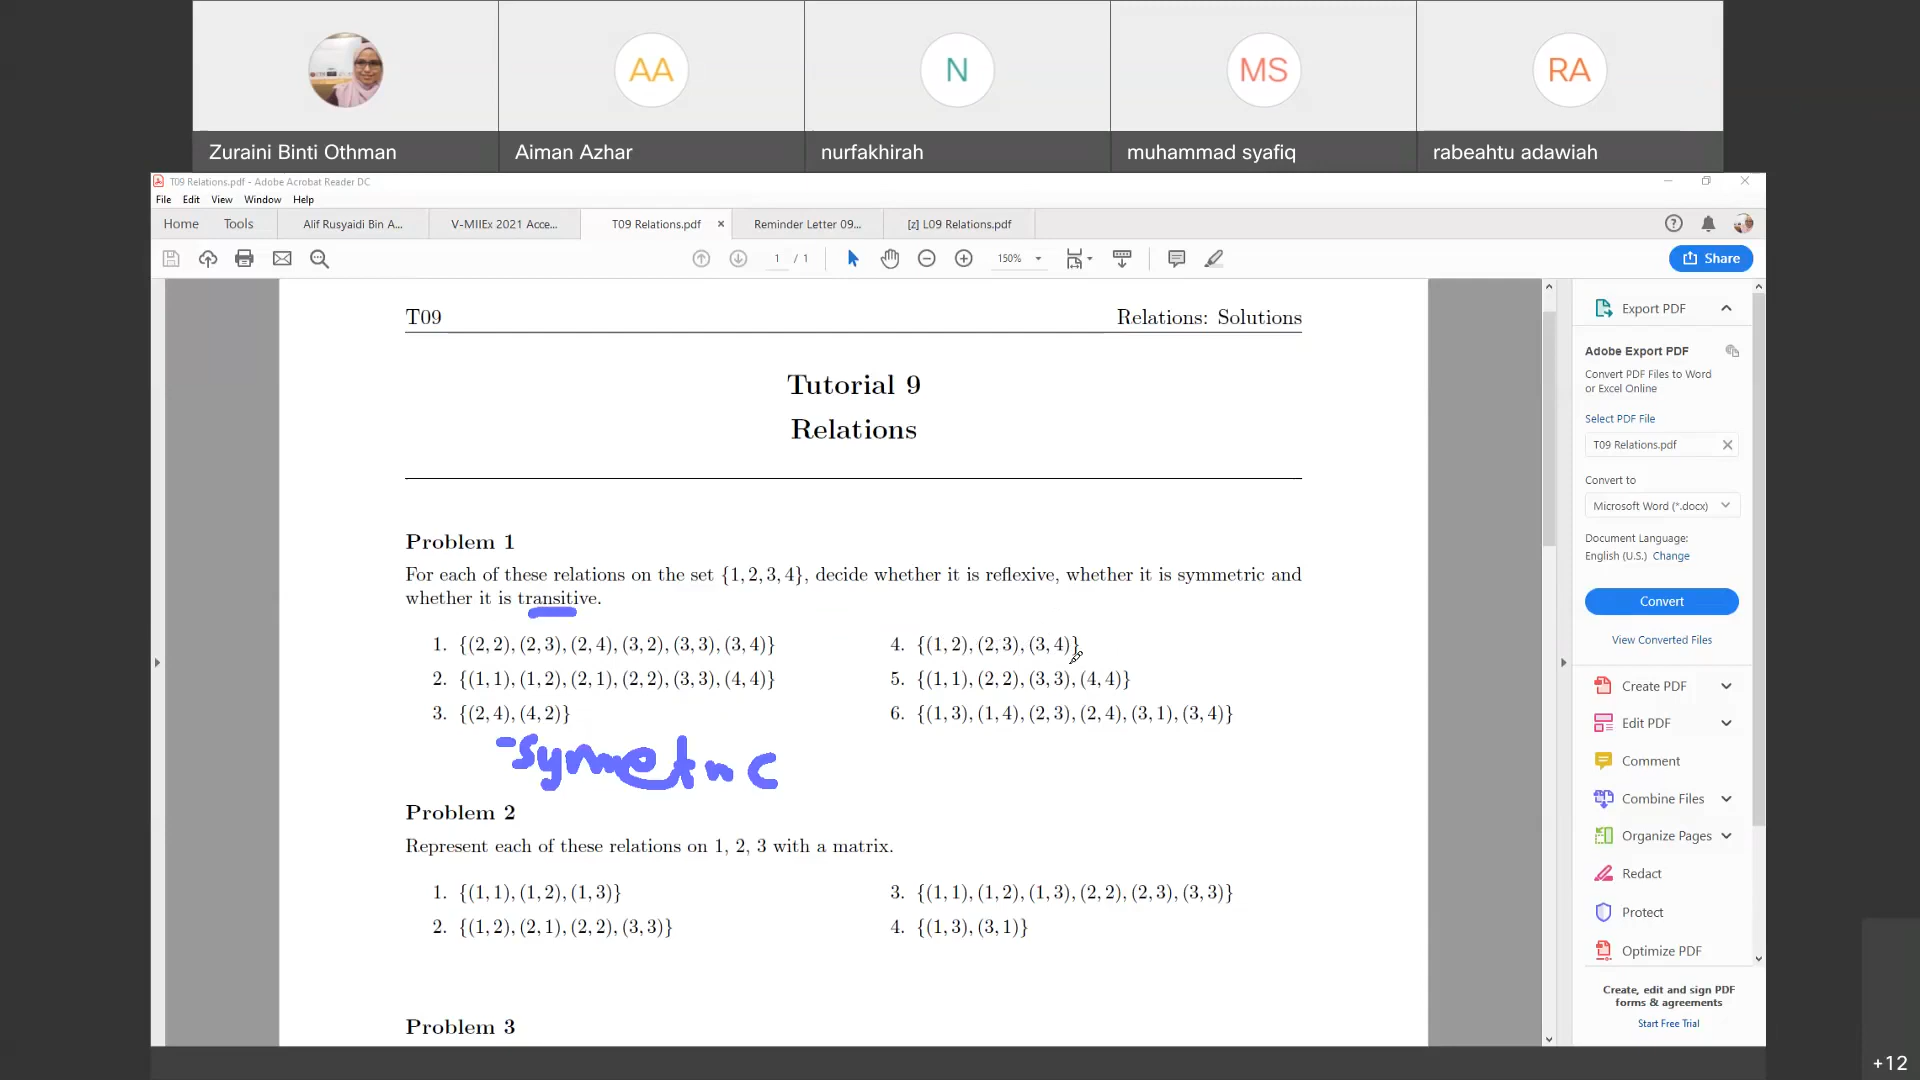 AA
N
MS
RA
Zuraini Binti Othman
Aiman Azhar
nurfakhirah
muhammad syafiq
rabeahtu adawiah
T09 Relations.pdf - Adobe Acrobat Reader DC
File Edit View Window Help
Home Tools Alif Rusyaidi Bin A... V-MIIEx 2021 Acce... T09 Relations.pdf × Reminder Letter 09... [z] L09 Relations.pdf
1 / 1 150% Share
T09 Relations: Solutions
Tutorial 9
Relations
Problem 1
For each of these relations on the set {1, 2, 3, 4}, decide whether it is reflexive, whether it is symmetric and
whether it is transitive.
1. {(2, 2), (2, 3), (2, 4), (3, 2), (3, 3), (3, 4)}
2. {(1, 1), (1, 2), (2, 1), (2, 2), (3, 3), (4, 4)}
3. {(2, 4), (4, 2)}
-symmetric
4. {(1, 2), (2, 3), (3, 4)}
5. {(1, 1), (2, 2), (3, 3), (4, 4)}
6. {(1, 3), (1, 4), (2, 3), (2, 4), (3, 1), (3, 4)}
Problem 2
Represent each of these relations on 1, 2, 3 with a matrix.
1. {(1, 1), (1, 2), (1, 3)}
2. {(1, 2), (2, 1), (2, 2), (3, 3)}
3. {(1, 1), (1, 2), (1, 3), (2, 2), (2, 3), (3, 3)}
4. {(1, 3), (3, 1)}
Problem 3
Export PDF
Adobe Export PDF
Convert PDF Files to Word
or Excel Online
Select PDF File
T09 Relations.pdf
Convert to
Microsoft Word (*.docx)
Document Language:
English (U.S.) Change
Convert
View Converted Files
Create PDF
Edit PDF
Comment
Combine Files
Organize Pages
Redact
Protect
Optimize PDF
Create, edit and sign PDF
forms & agreements
Start Free Trial
+12